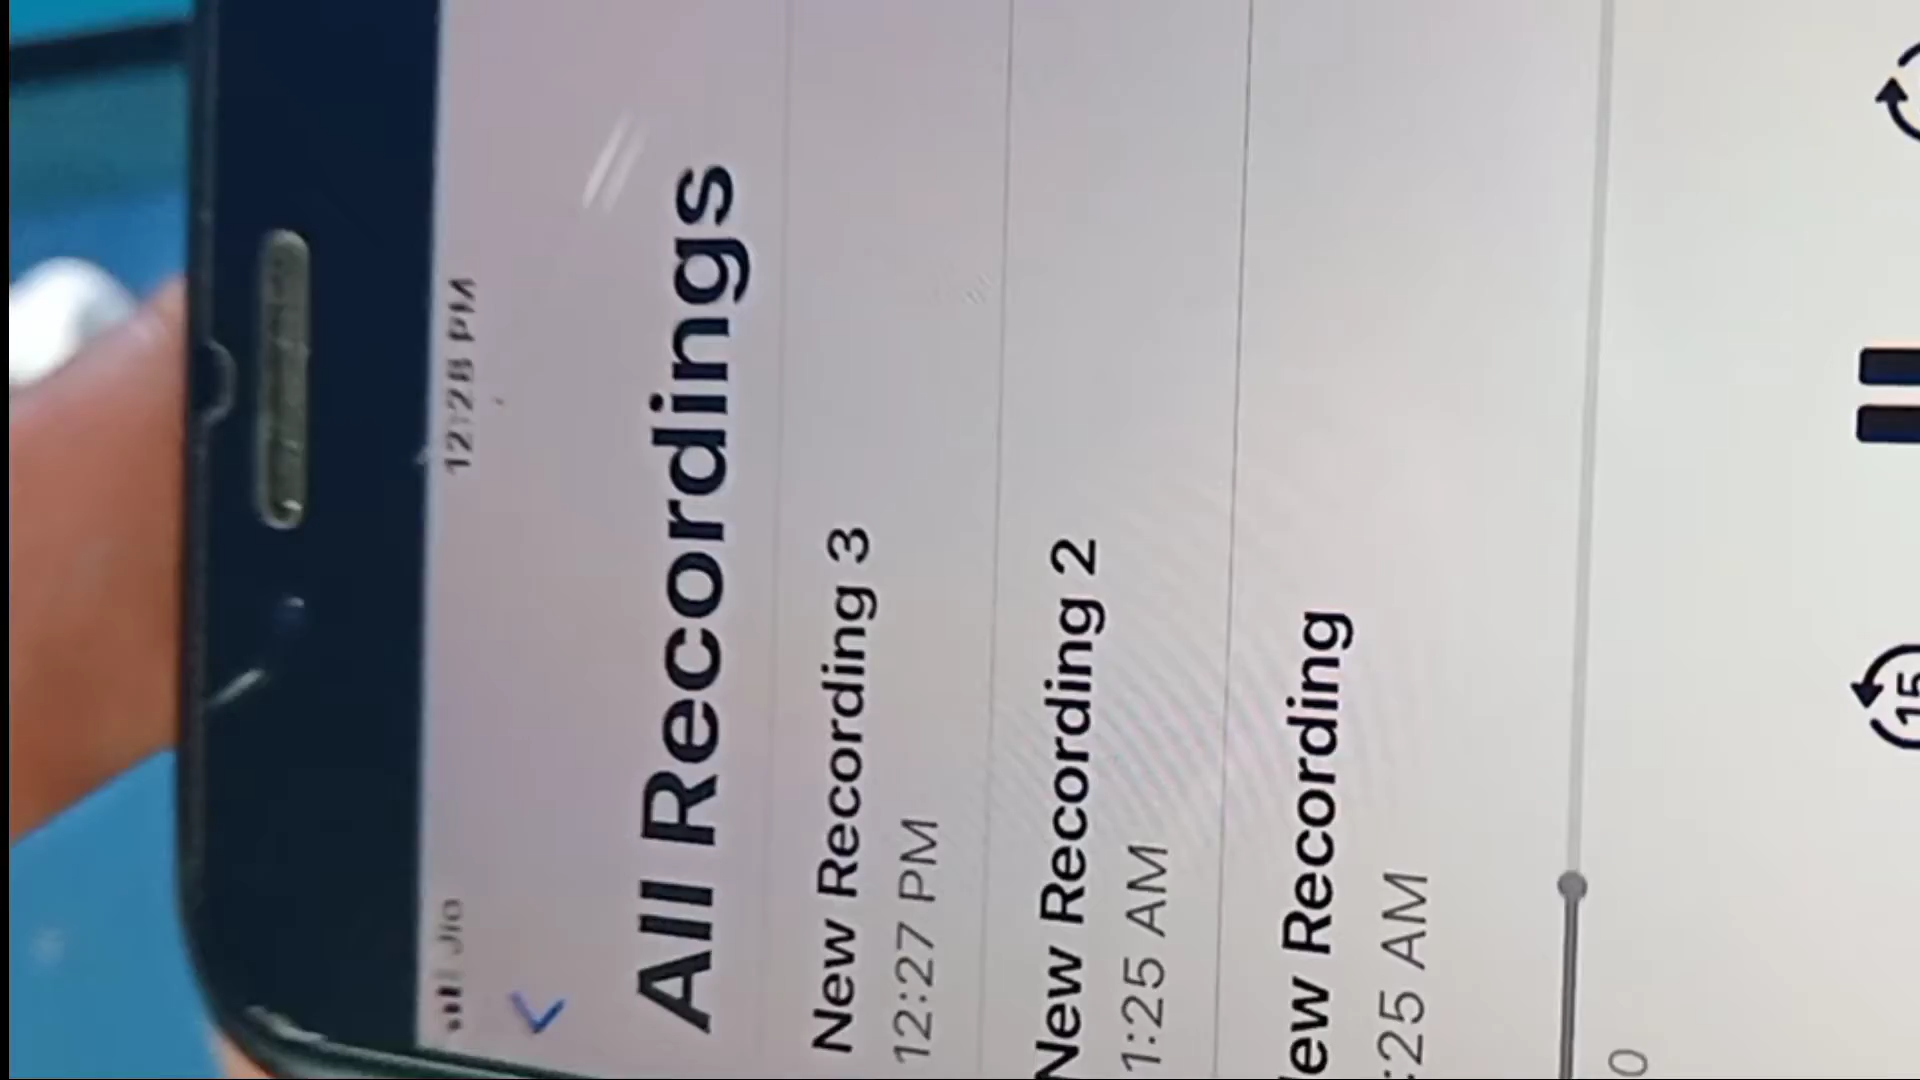 Jio 12:28 PM
All Recordings
New Recording 3
12:27 PM
New Recording 2
1:25 AM
ew Recording
:25 AM
0
15